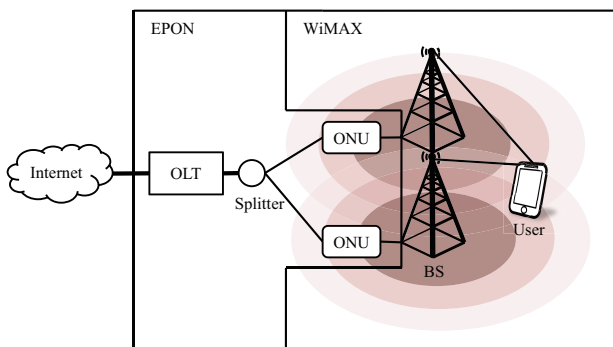 EPON
WiMAX
ONU
Internet
OLT
Splitter
ONU
User
BS